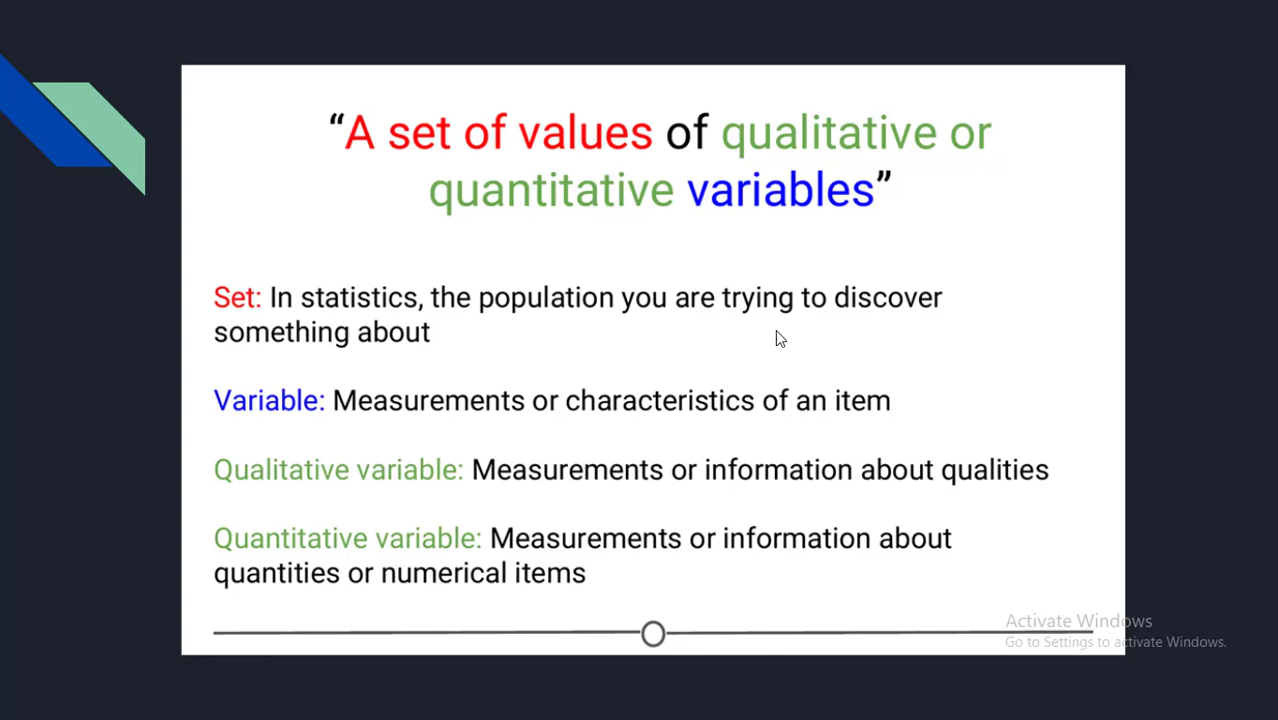 “A set of values of qualitative or
quantitative variables”
Set: In statistics, the population you are trying to discover
something about
Variable: Measurements or characteristics of an item
Qualitative variable: Measurements or information about qualities
Quantitative variable: Measurements or information about
quantities or numerical items
Activate Windows
Go to Settings to activate Windows.